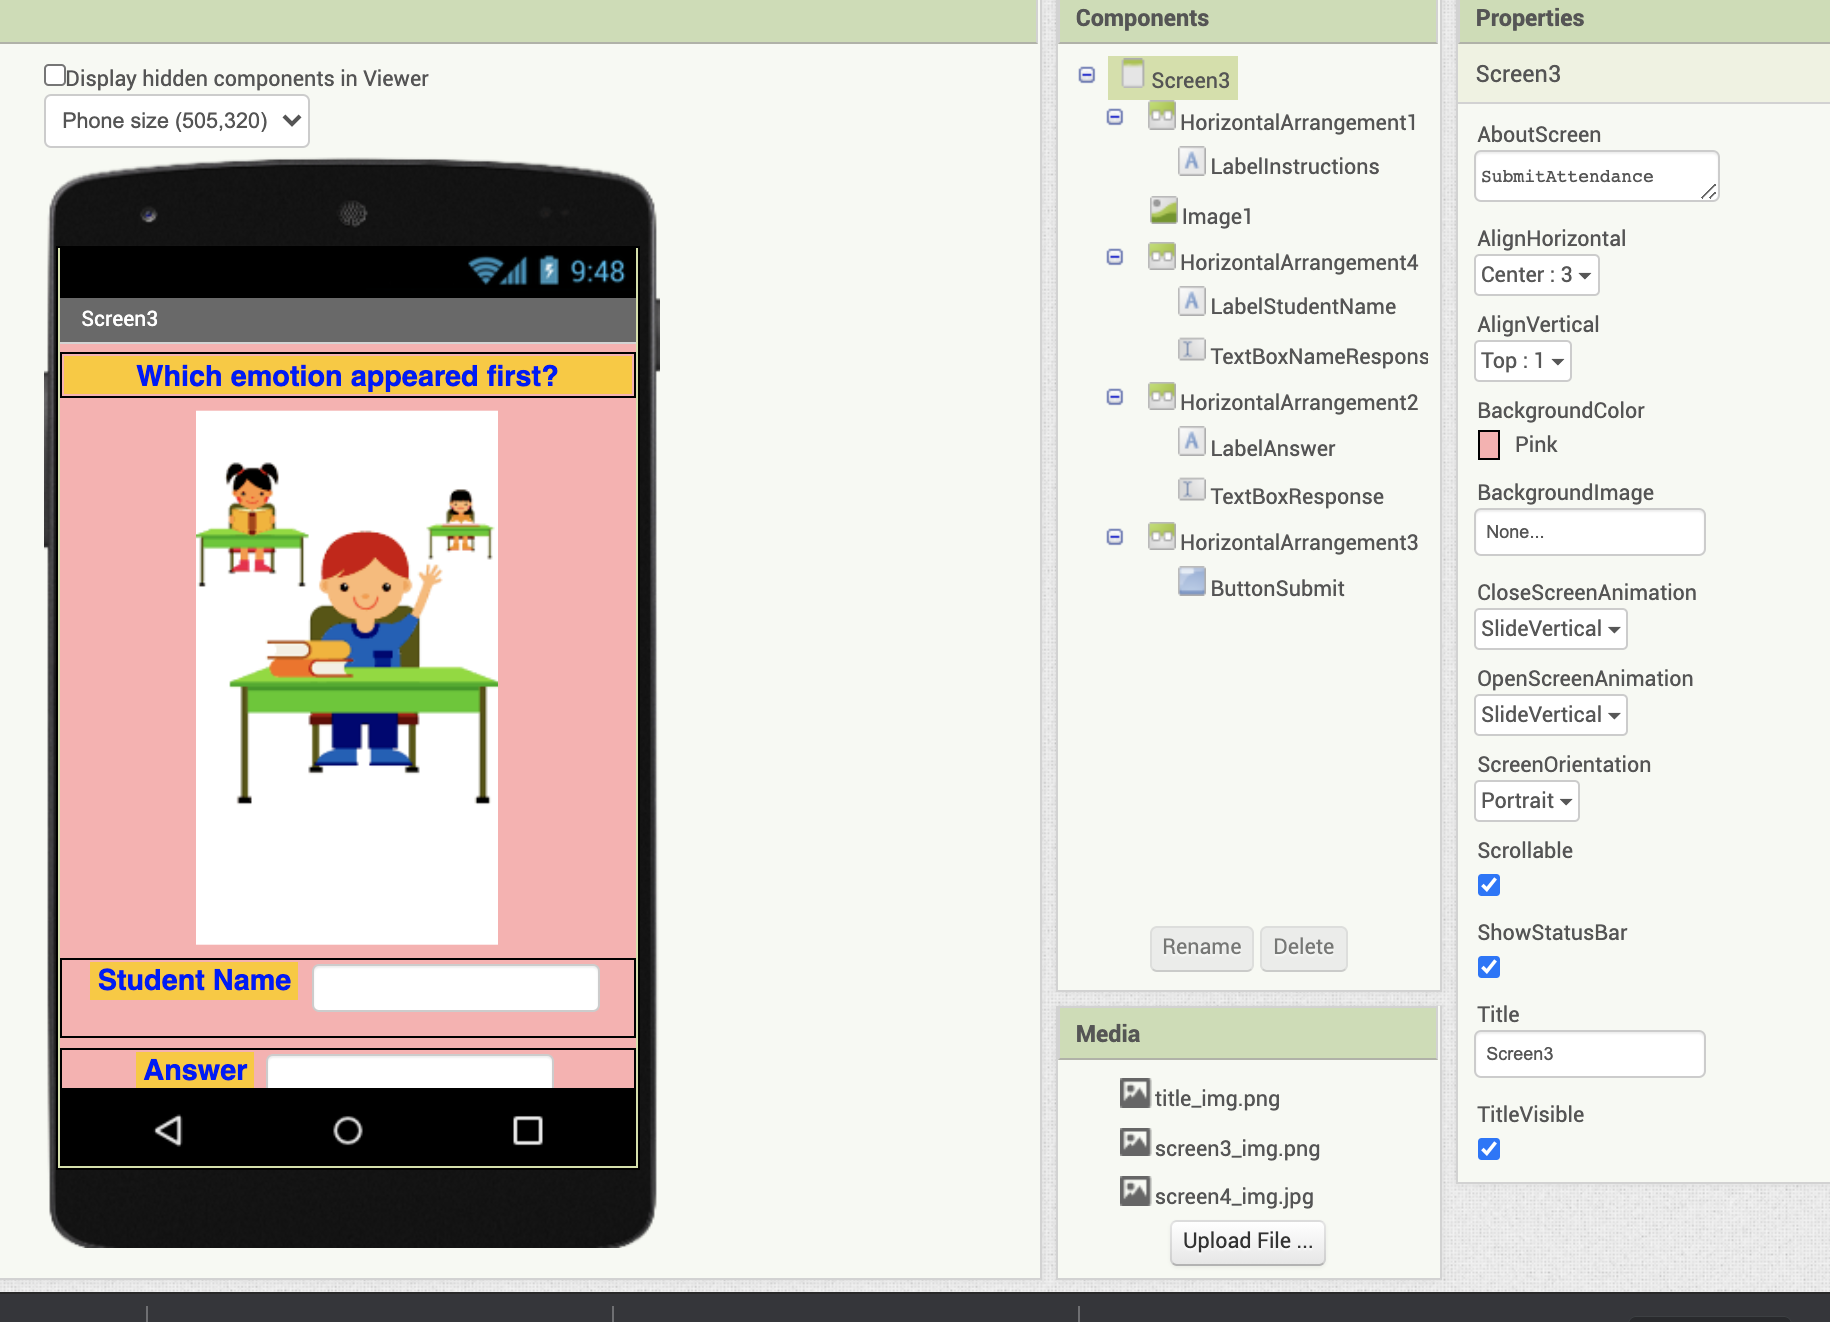 Display hidden components in Viewer
Phone size (505,320)
9:48
Screen3
Which emotion appeared first?
Student Name
Answer
Components
Screen3
HorizontalArrangement1
A LabelInstructions
Image1
HorizontalArrangement4
A LabelStudentName
I TextBoxNameRespons
HorizontalArrangement2
A LabelAnswer
I TextBoxResponse
HorizontalArrangement3
ButtonSubmit
Rename Delete
Media
title_img.png
screen3_img.png
screen4_img.jpg
Upload File ...
Properties
Screen3
AboutScreen
SubmitAttendance
AlignHorizontal
Center : 3
AlignVertical
Top : 1
BackgroundColor
Pink
BackgroundImage
None...
CloseScreenAnimation
SlideVertical
OpenScreenAnimation
SlideVertical
ScreenOrientation
Portrait
Scrollable
ShowStatusBar
Title
Screen3
TitleVisible